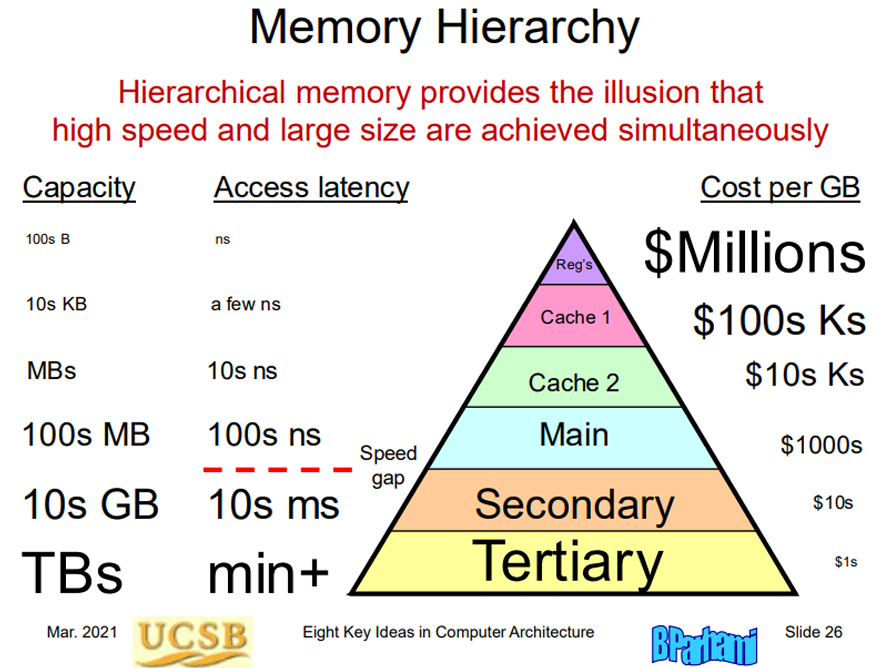 Memory Hierarchy
Hierarchical memory provides the illusion that
high speed and large size are achieved simultaneously
Capacity Access latency Cost per GB
100s B ns Reg's $Millions
10s KB a few ns Cache 1 $100s Ks
MBs 10s ns Cache 2 $10s Ks
100s MB 100s ns Main $1000s
Speed
gap
10s GB 10s ms Secondary $10s
TBs min+ Tertiary $1s
Mar. 2021 UCSB Eight Key Ideas in Computer Architecture BParhami Slide 26